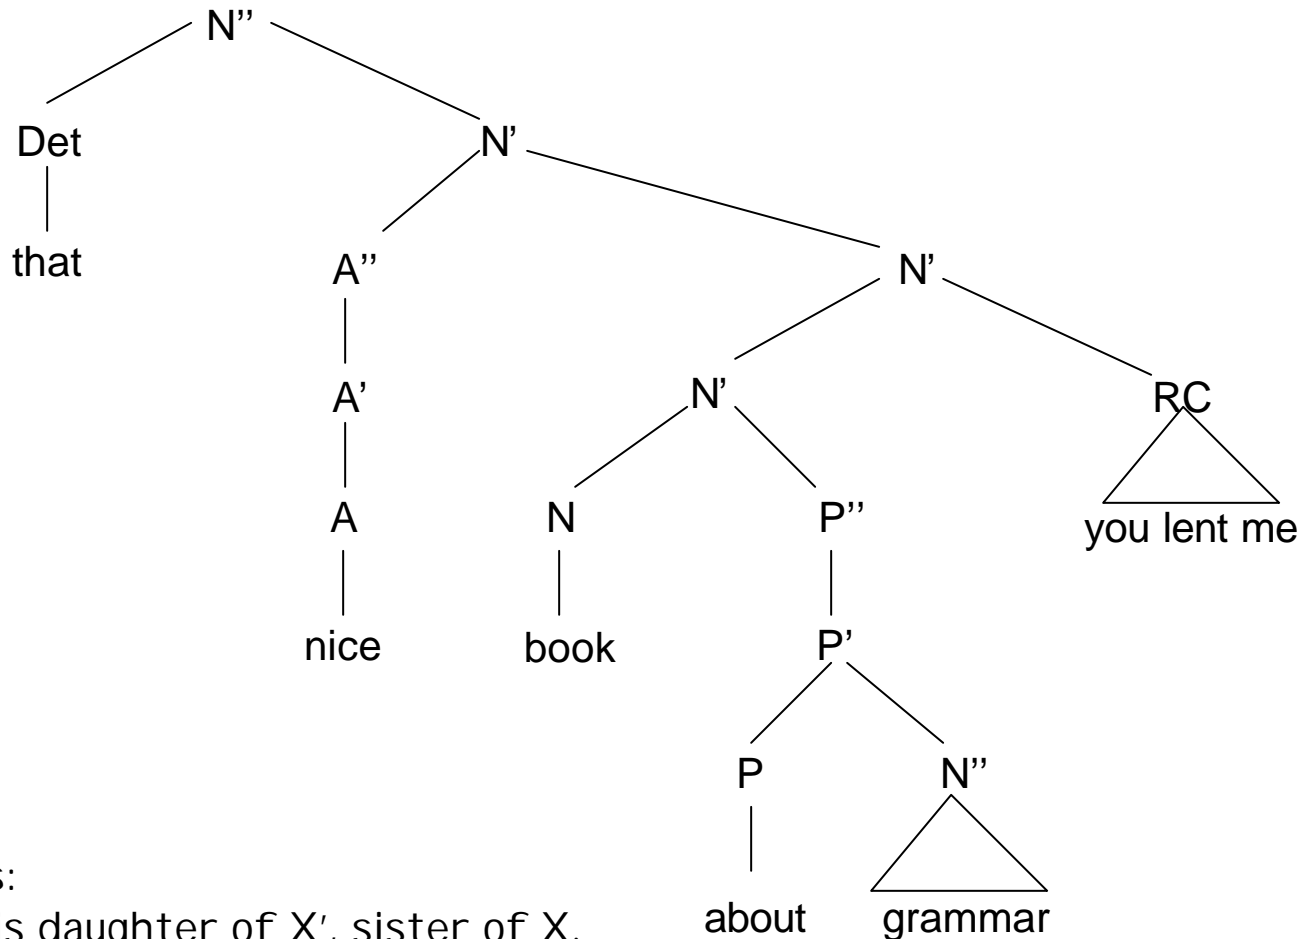 N’’
Det N’
that A’’ N’
A’ N’ RC
A N P’’ you lent me
nice book P’
P N’’
s:
s daughter of X′, sister of X. about grammar